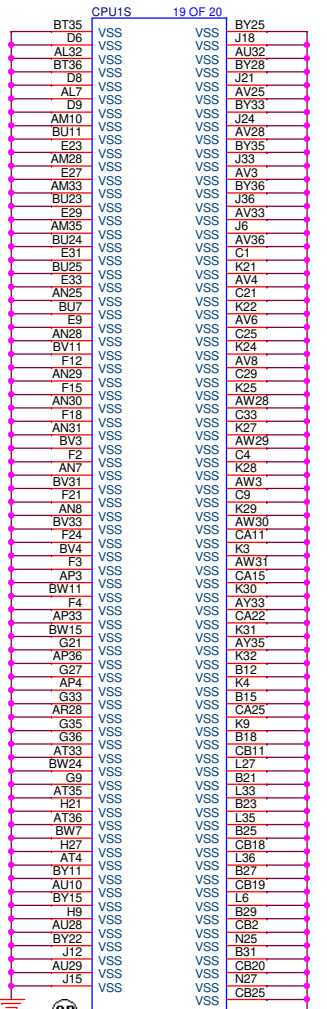 CPU1S 19 OF 20
BT35 VSS VSS BY25
D6 VSS VSS J18
AL32 VSS VSS AU32
BT36 VSS VSS BY28
D8 VSS VSS J21
AL7 VSS VSS AV25
D9 VSS VSS BY33
AM10 VSS VSS J24
BU11 VSS VSS AV28
E23 VSS VSS BY35
AM28 VSS VSS J33
E27 VSS VSS AV3
AM33 VSS VSS BY36
BU23 VSS VSS J36
E29 VSS VSS AV33
AM35 VSS VSS J6
BU24 VSS VSS AV36
E31 VSS VSS C1
BU25 VSS VSS K21
E33 VSS VSS AV4
AN25 VSS VSS C21
BU7 VSS VSS K22
E9 VSS VSS AV6
AN28 VSS VSS C25
BV11 VSS VSS K24
F12 VSS VSS AV8
AN29 VSS VSS C29
F15 VSS VSS K25
AN30 VSS VSS AW28
F18 VSS VSS C33
AN31 VSS VSS K27
BV3 VSS VSS AW29
F2 VSS VSS C4
AN7 VSS VSS K28
BV31 VSS VSS AW3
F21 VSS VSS C9
AN8 VSS VSS K29
BV33 VSS VSS AW30
F24 VSS VSS CA11
BV4 VSS VSS K3
F3 VSS VSS AW31
AP3 VSS VSS CA15
BW11 VSS VSS K30
F4 VSS VSS AY33
AP33 VSS VSS CA22
BW15 VSS VSS K31
G21 VSS VSS AY35
AP36 VSS VSS K32
G27 VSS VSS B12
AP4 VSS VSS K4
G33 VSS VSS B15
AR28 VSS VSS CA25
G35 VSS VSS K9
G36 VSS VSS B18
AT33 VSS VSS CB11
BW24 VSS VSS L27
G9 VSS VSS B21
AT35 VSS VSS L33
H21 VSS VSS B23
AT36 VSS VSS L35
BW7 VSS VSS B25
H27 VSS VSS CB18
AT4 VSS VSS L36
BY11 VSS VSS B27
AU10 VSS VSS CB19
BY15 VSS VSS L6
H9 VSS VSS B29
AU28 VSS VSS CB2
BY22 VSS VSS N25
J12 VSS VSS B31
AU29 VSS VSS CB20
J15 VSS VSS N27
VSS CB25